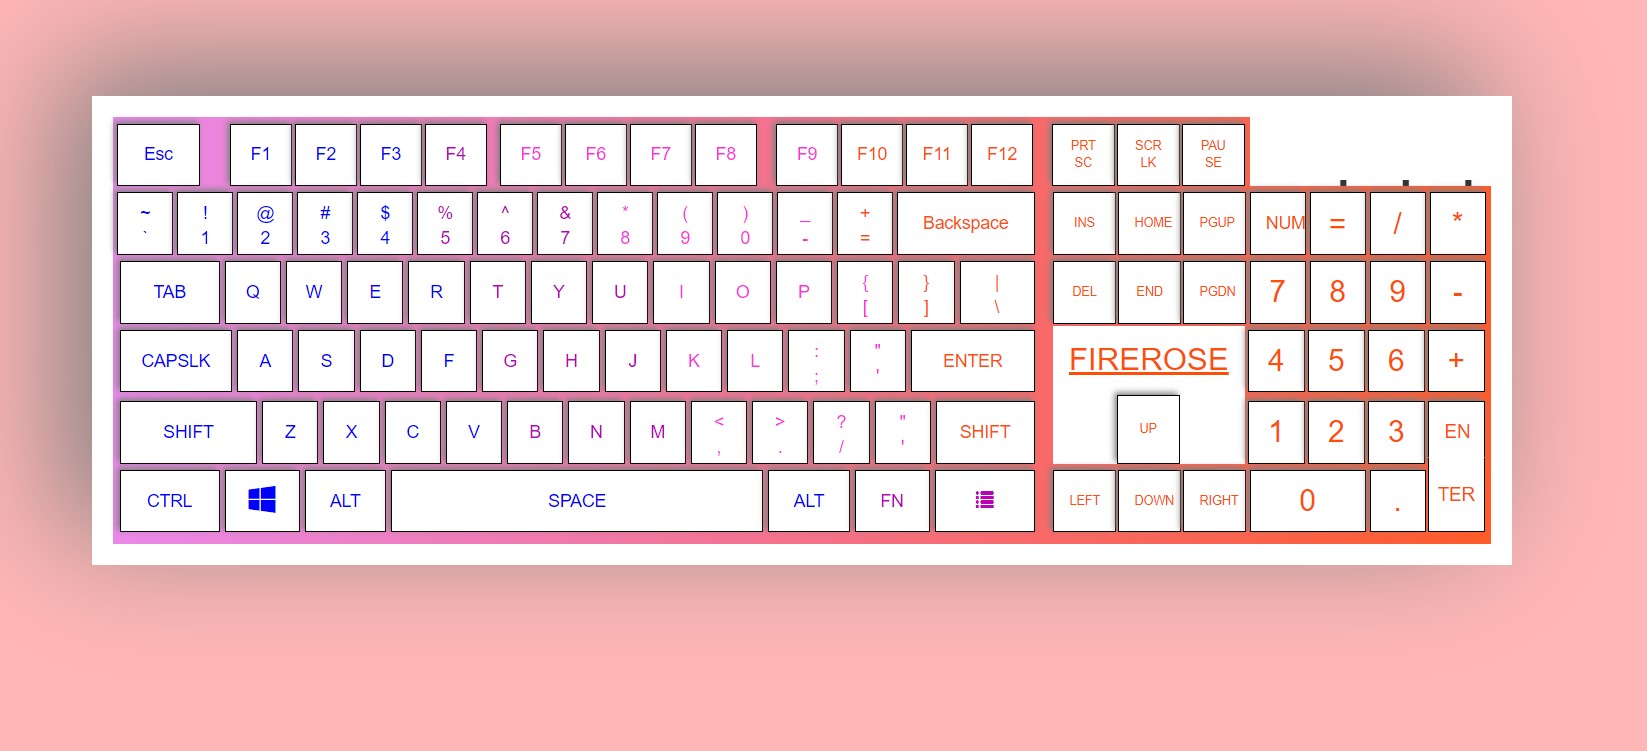 Esc F1 F2 F3 F4 F5 F6 F7 F8 F9 F10 F11 F12 PRT SCR PAU
SC LK SE
~ ! @ # $ % ^ & * ( ) _ + Backspace INS HOME PGUP NUM = / *
` 1 2 3 4 5 6 7 8 9 0 - =
TAB Q W E R T Y U I O P { } | DEL END PGDN 7 8 9 -
[ ] \
CAPSLK A S D F G H J K L : " ENTER FIREROSE 4 5 6 +
; '
SHIFT Z X C V B N M < > ? " SHIFT UP 1 2 3 EN
, . / '
CTRL ALT SPACE ALT FN LEFT DOWN RIGHT 0 . TER